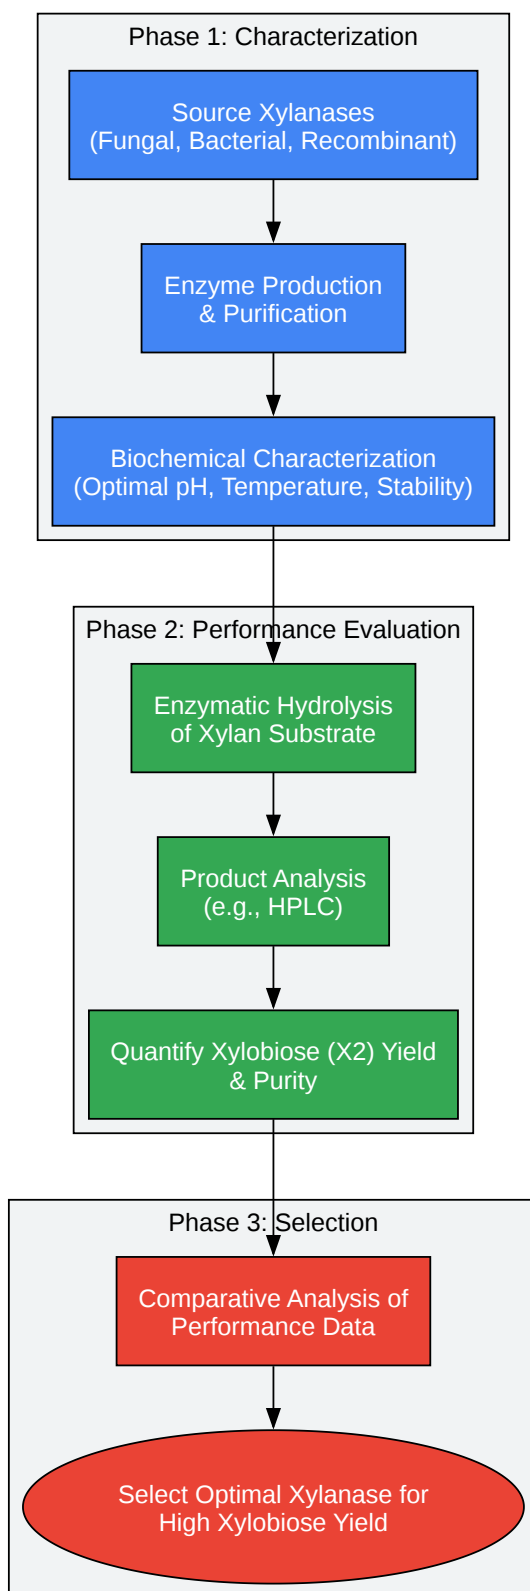 Phase 1: Characterization
Source Xylanases
(Fungal, Bacterial, Recombinant)
Enzyme Production
& Purification
Biochemical Characterization
(Optimal pH, Temperature, Stability)
Phase 2: Performance Evaluation
Enzymatic Hydrolysis
of Xylan Substrate
Product Analysis
(e.g., HPLC)
Quantify Xylobiose (X2) Yield
& Purity
Phase 3: Selection
Comparative Analysis of
Performance Data
Select Optimal Xylanase for
High Xylobiose Yield